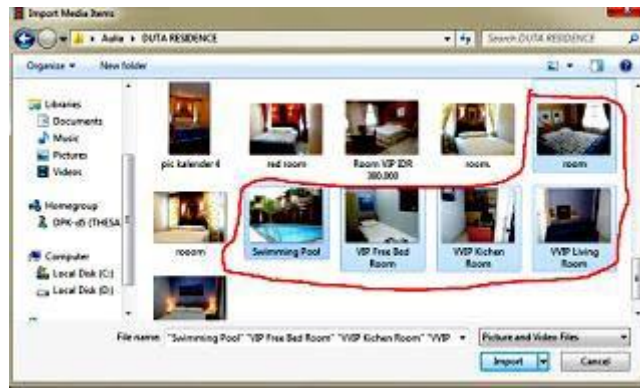 Import Media Items
Aulia ▸ DUTA RESIDENCE
Search DUTA RESIDENCE
Organize
New folder
Libraries
Documents
Music
Pictures
Videos
Homegroup
Computer
Local Disk (C:)
Local Disk (D:)
pic kalender 4
red room
Room VIP IDR
300.000
room.
room
rooom
Swimming Pool
VIP Free Bed
Room
VVIP Kichen
Room
VVIP Living
Room
File name:
"Swimming Pool" "VIP Free Bed Room" "VVIP Kichen Room" "VVIP
Picture and Video Files
Import
Cancel